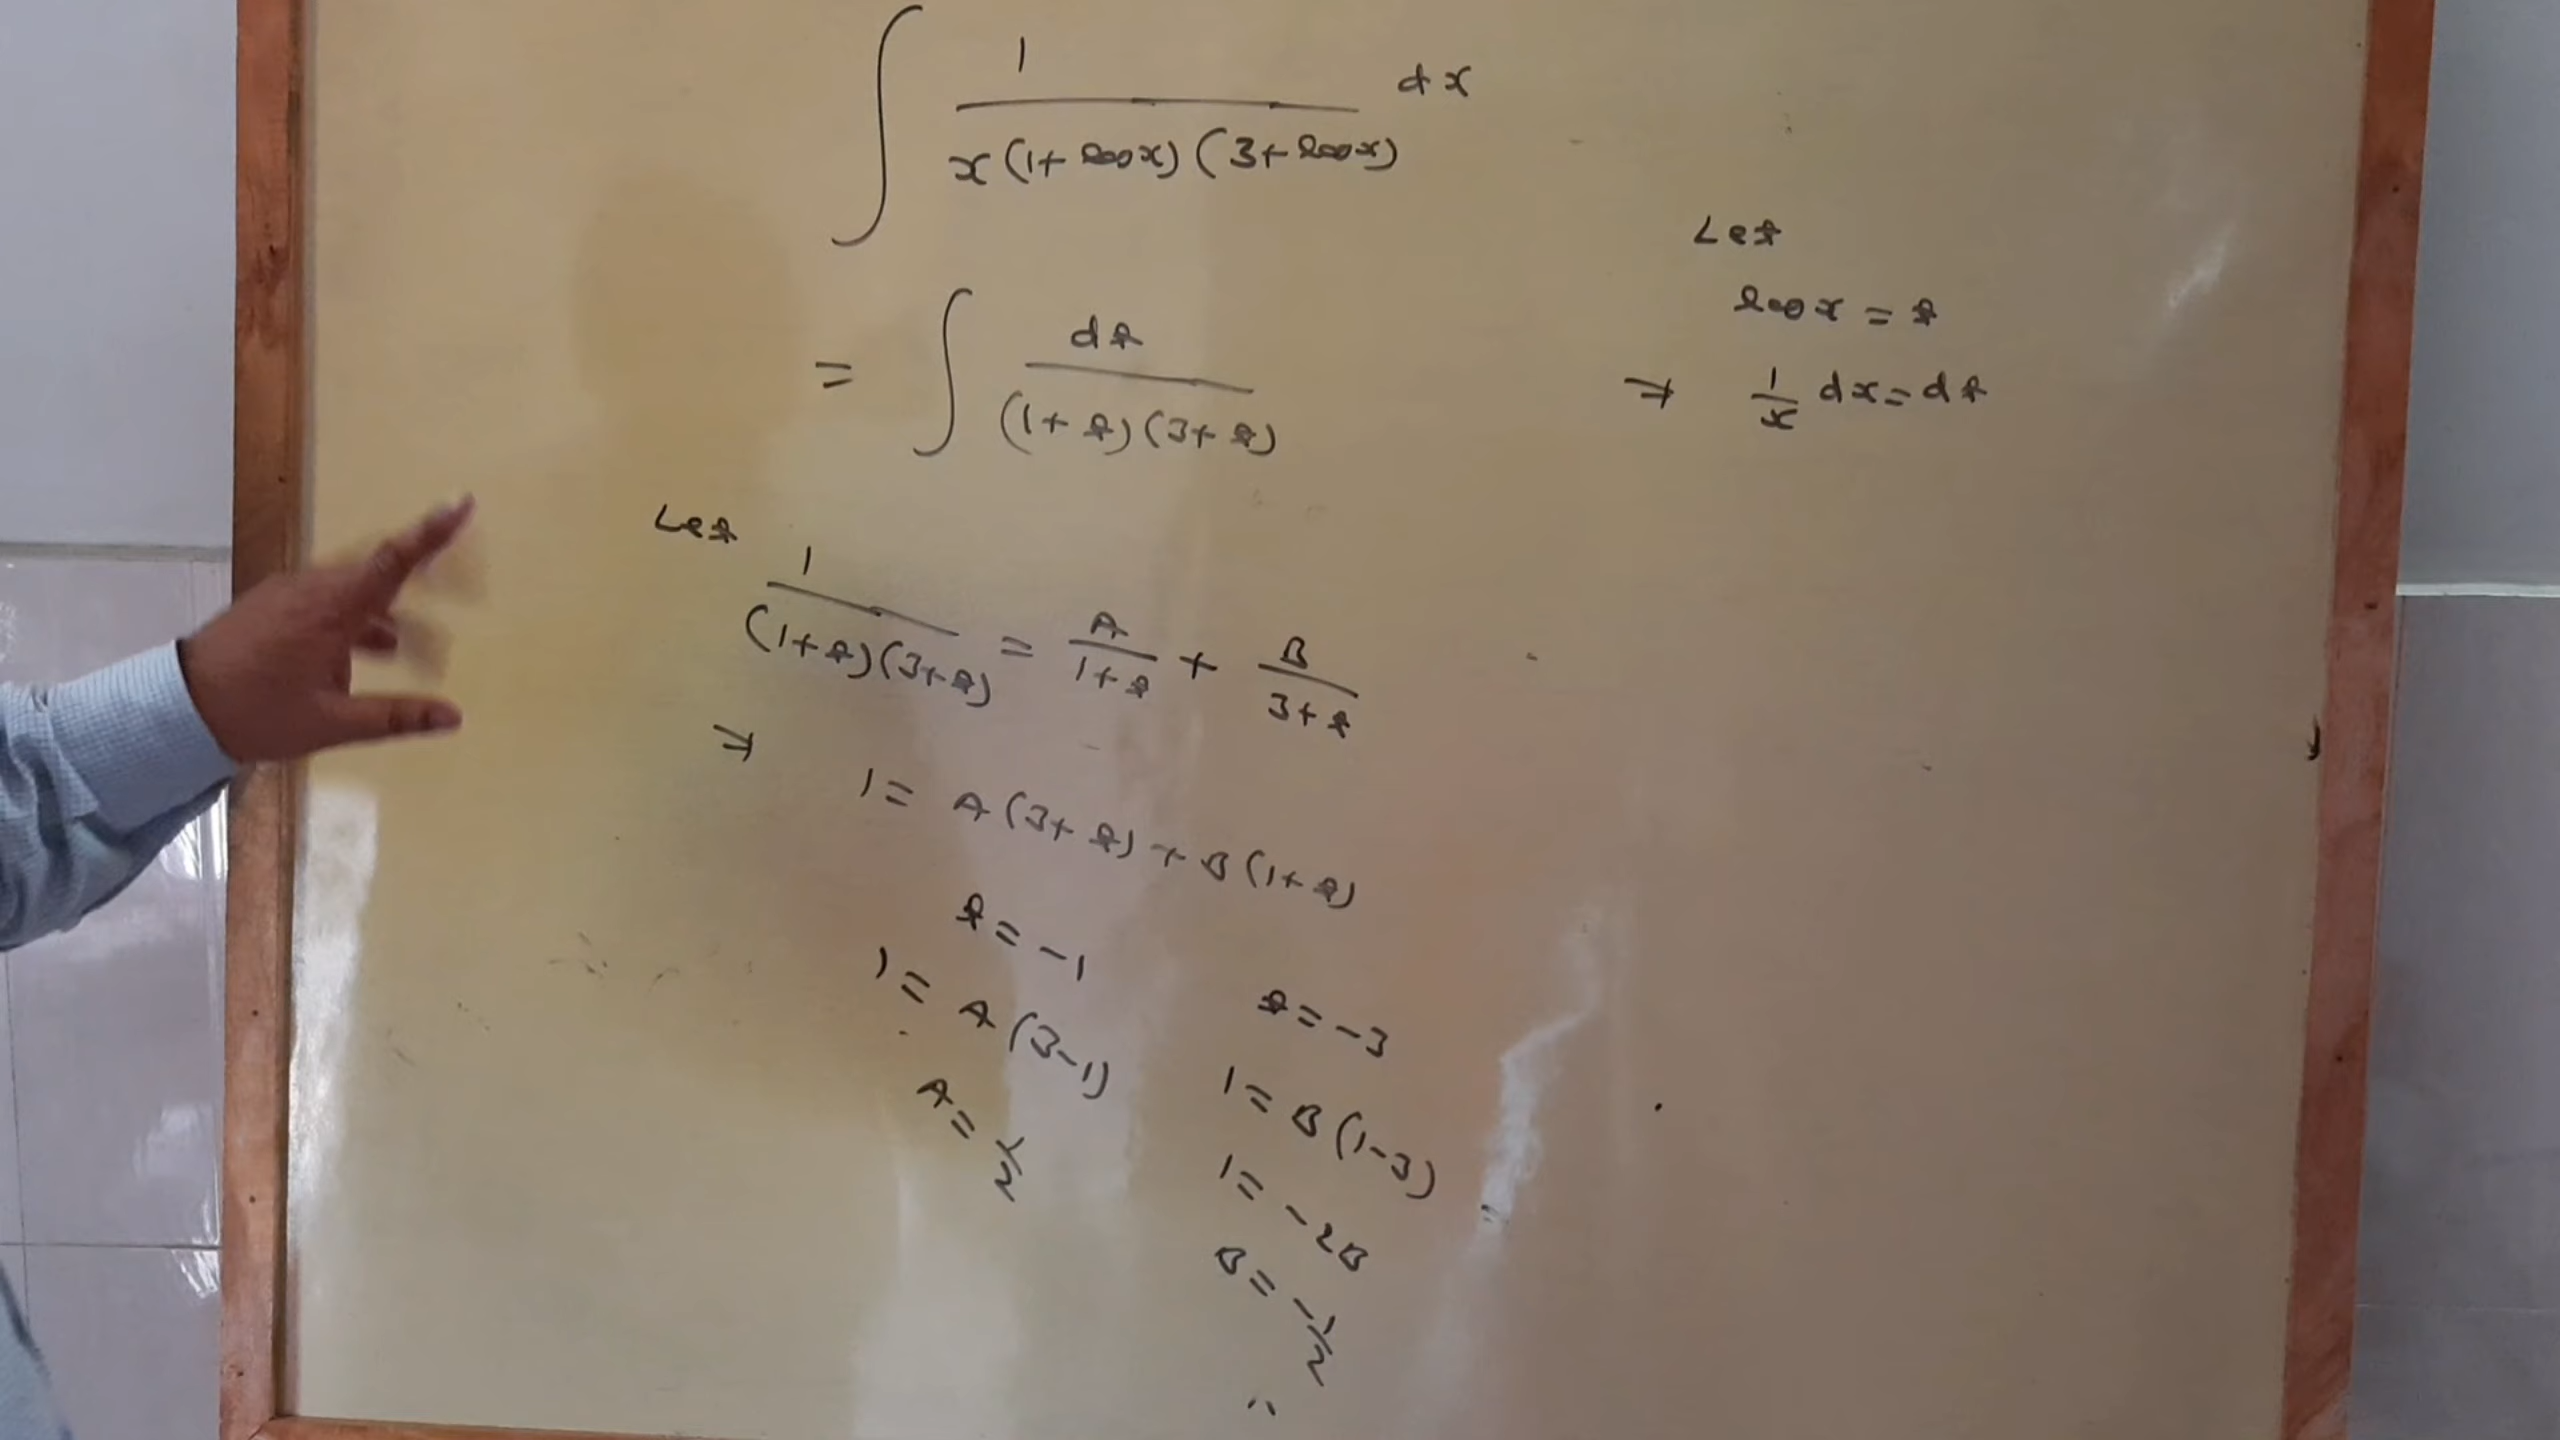 ∫ 1 / x(1+logx)(3+logx) dx
= ∫ dt / (1+t)(3+t)
Let
logx = t
⇒ 1/x dx = dt
Let
1 / (1+t)(3+t) = A / 1+t + B / 3+t
⇒ 1 = A(3+t) + B(1+t)
t = -1
1 = A(3-1)
A = 1/2
t = -3
1 = B(1-3)
1 = -2B
B = -1/2